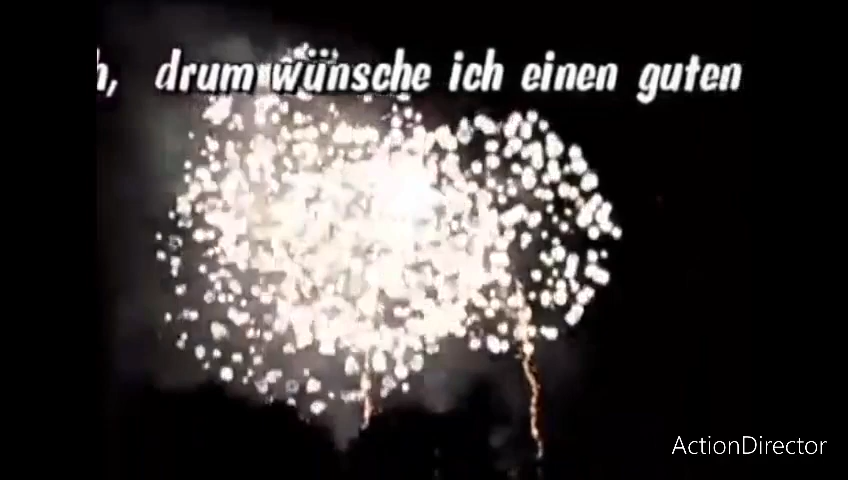 h, drum wünsche ich einen guten
ActionDirector